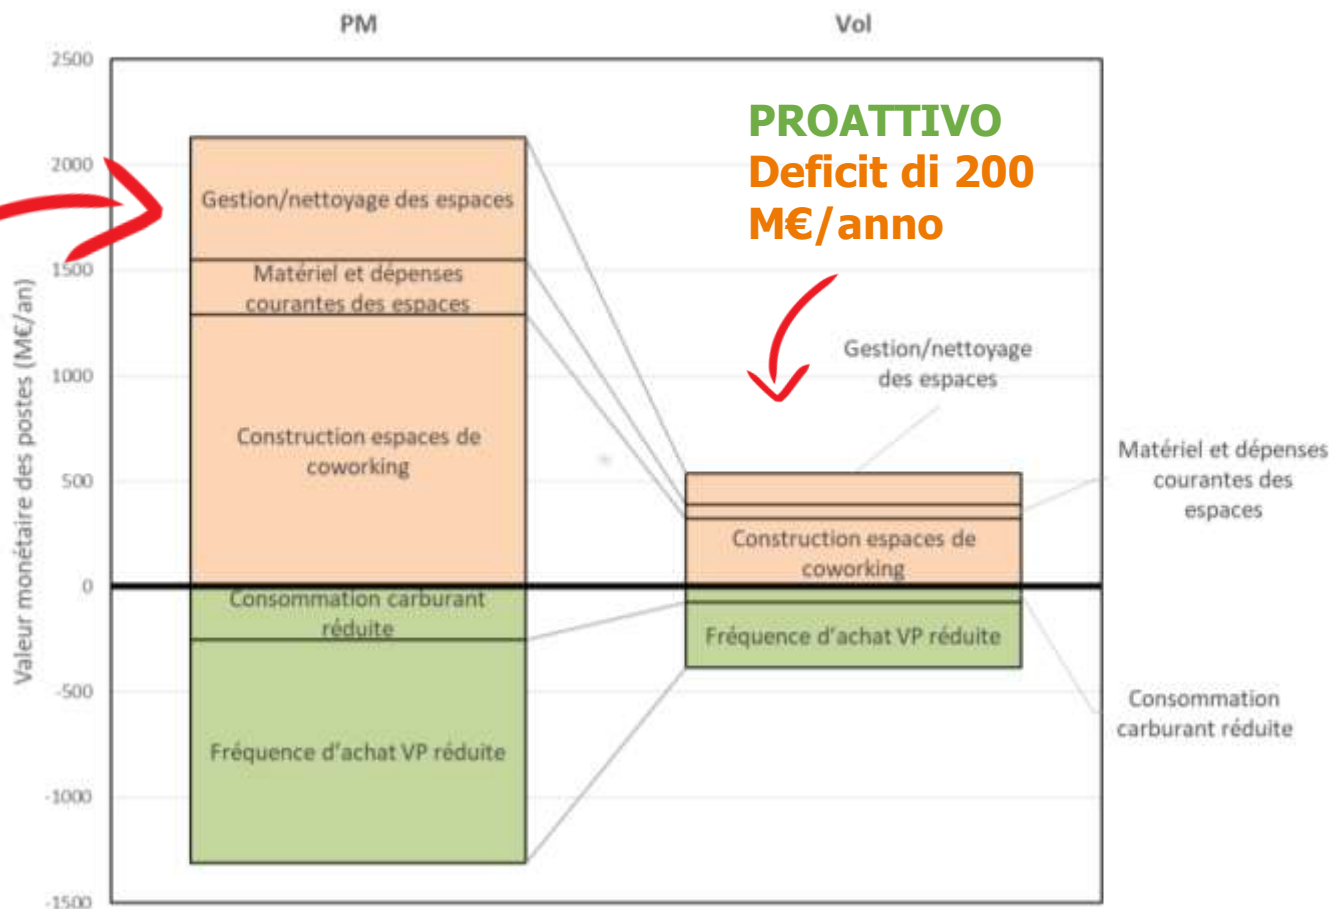 PM
Vol
Valeur monétaire des postes (M€/an)
2500
2000
1500
1000
500
0
-500
-1000
-1500
Gestion/nettoyage des espaces
Matériel et dépenses
courantes des espaces
Construction espaces de
coworking
Consommation carburant
réduite
Fréquence d'achat VP réduite
PROATTIVO
Deficit di 200
M€/anno
Gestion/nettoyage
des espaces
Matériel et dépenses
courantes des
espaces
Construction espaces de
coworking
Fréquence d'achat VP réduite
Consommation
carburant réduite